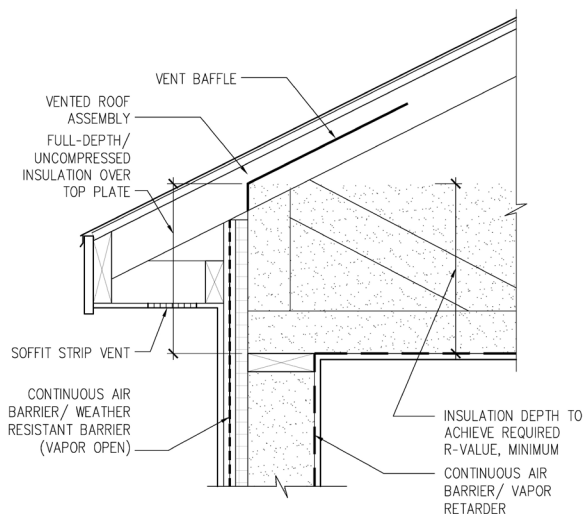 VENT BAFFLE
VENTED ROOF
ASSEMBLY
FULL-DEPTH/
UNCOMPRESSED
INSULATION OVER
TOP PLATE
SOFFIT STRIP VENT
CONTINUOUS AIR
BARRIER/ WEATHER
RESISTANT BARRIER
(VAPOR OPEN)
INSULATION DEPTH TO
ACHIEVE REQUIRED
R-VALUE, MINIMUM
CONTINUOUS AIR
BARRIER/ VAPOR
RETARDER